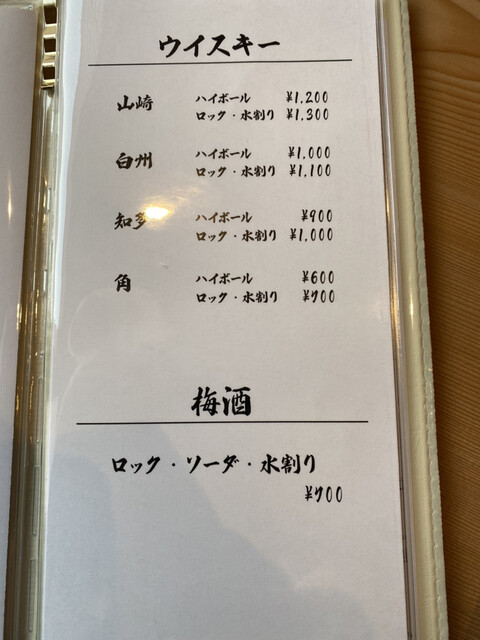 ウイスキー
山崎 ハイボール ¥1,200
ロック・水割り ¥1,300
白州 ハイボール ¥1,000
ロック・水割り ¥1,100
知多 ハイボール ¥900
ロック・水割り ¥1,000
角 ハイボール ¥600
ロック・水割り ¥700
梅酒
ロック・ソーダ・水割り
¥700